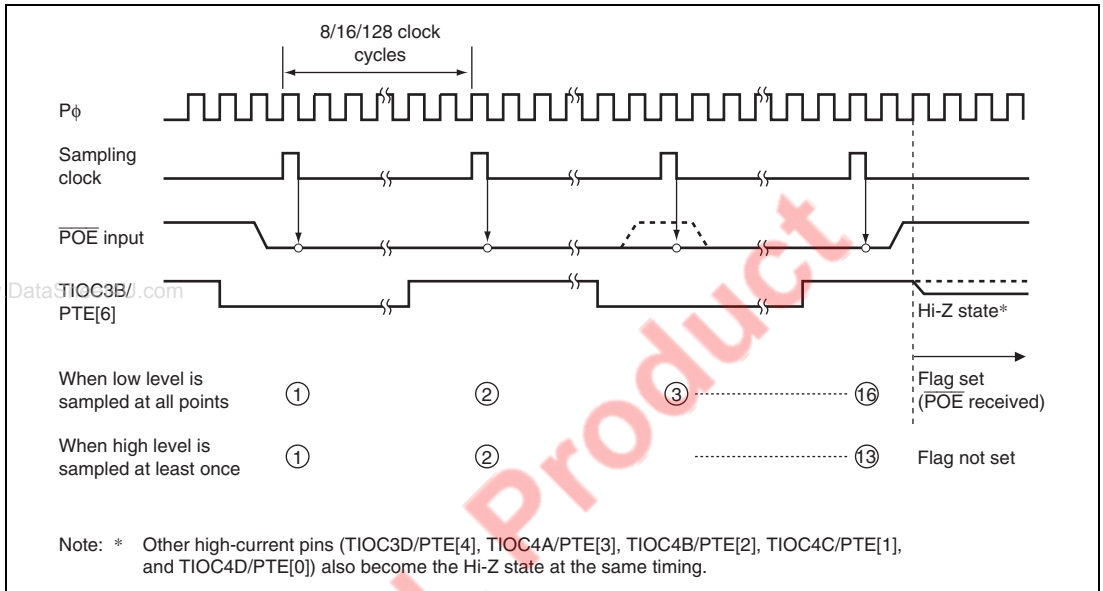 8/16/128 clock
cycles
Pϕ
Sampling
clock
POE input
TIOC3B/
PTE[6]
Hi-Z state*
When low level is
sampled at all points
① ② ③ ⑯ Flag set
(POE received)
When high level is
sampled at least once
① ② ⑬ Flag not set
Note: * Other high-current pins (TIOC3D/PTE[4], TIOC4A/PTE[3], TIOC4B/PTE[2], TIOC4C/PTE[1],
and TIOC4D/PTE[0]) also become the Hi-Z state at the same timing.
Product